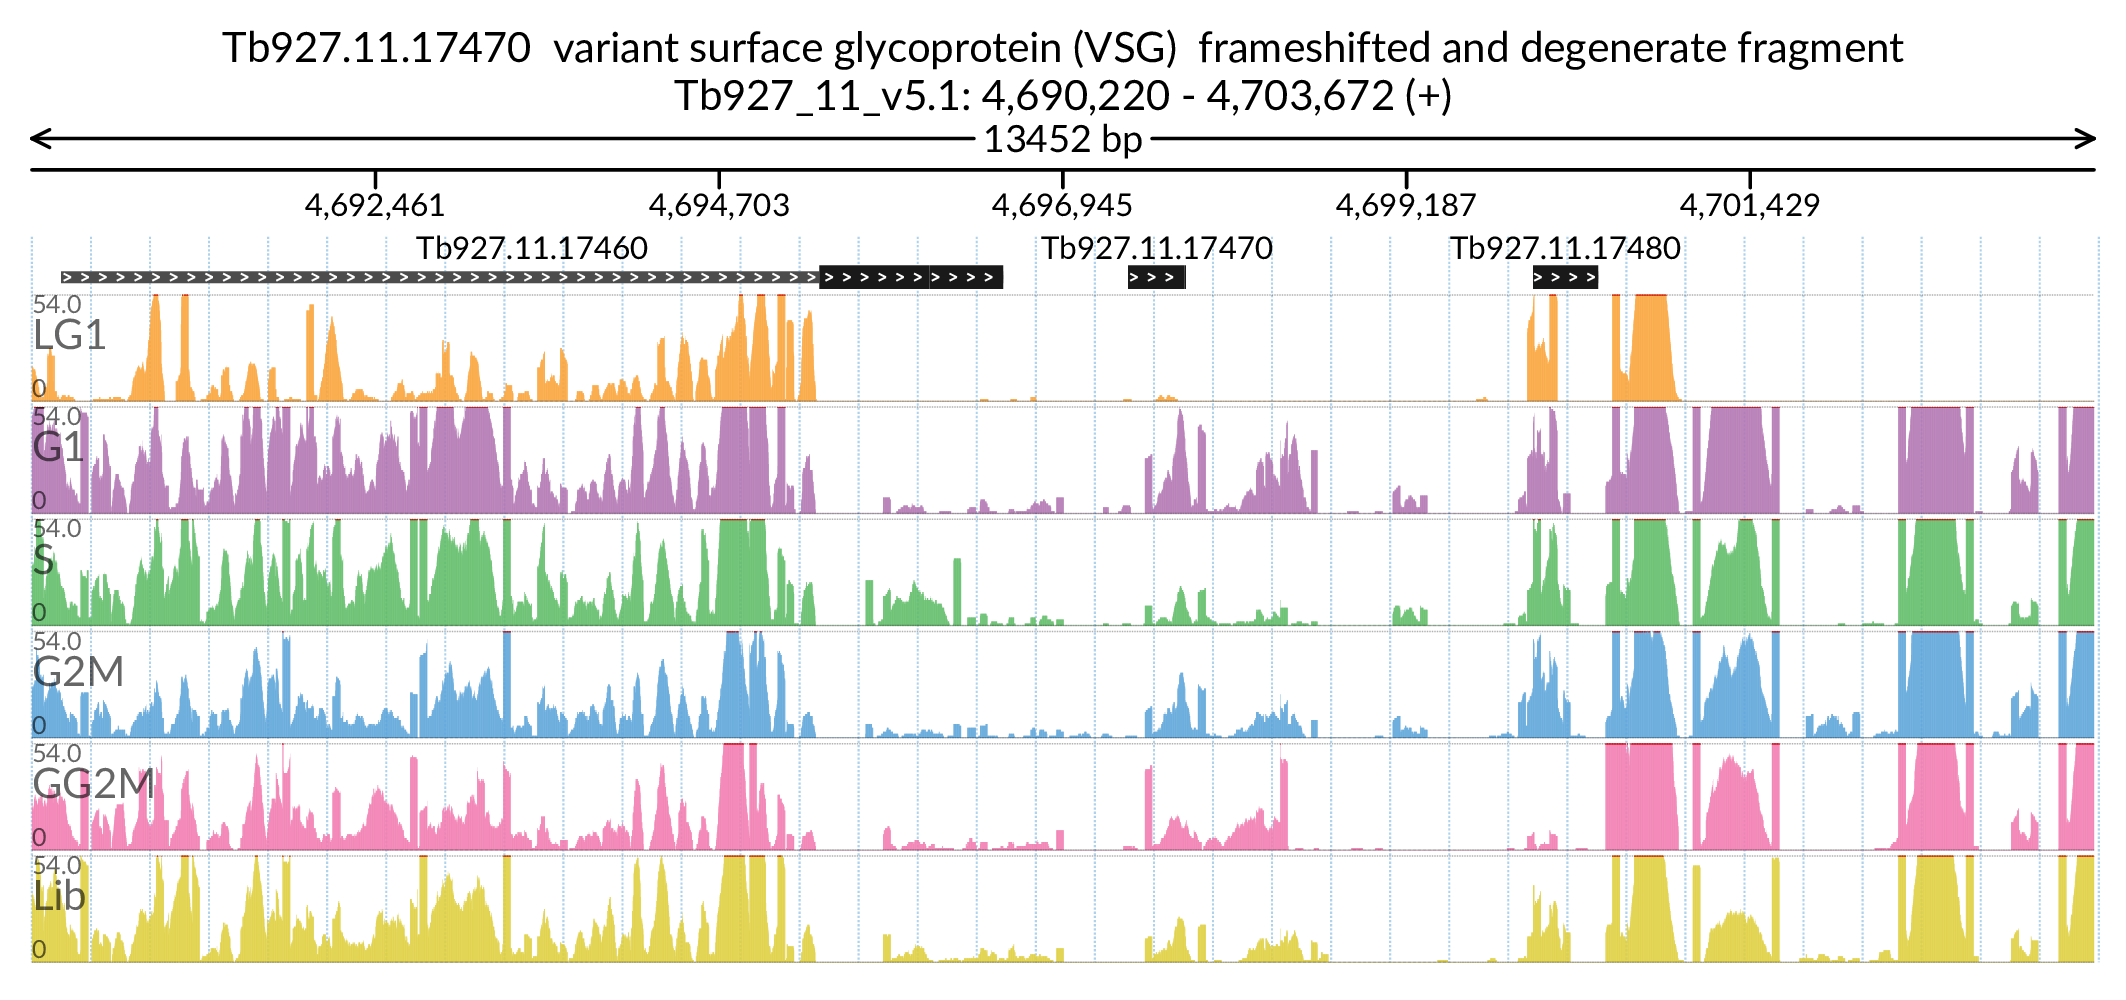 Tb927.11.17470  variant surface glycoprotein (VSG)  frameshifted and degenerate fragment
Tb927_11_v5.1: 4,690,220 - 4,703,672 (+)
13452 bp
4,692,461 4,694,703 4,696,945 4,699,187 4,701,429
Tb927.11.17460 Tb927.11.17470 Tb927.11.17480
54.0
LG1
0
54.0
G1
0
54.0
S
0
54.0
G2M
0
54.0
GG2M
0
54.0
Lib
0